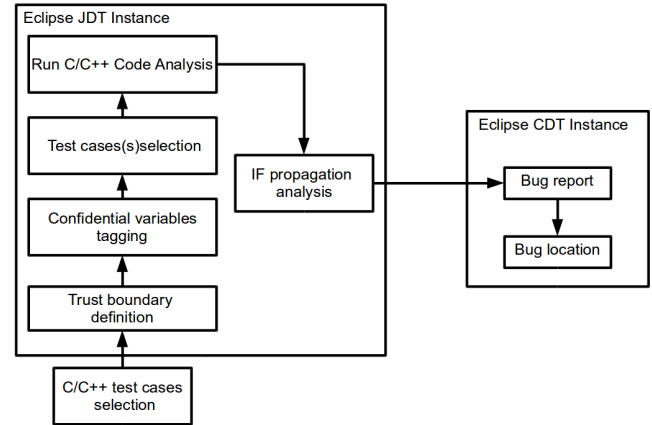 Eclipse JDT Instance
Run C/C++ Code Analysis
Test cases(s)selection
Confidential variables
tagging
Trust boundary
definition
C/C++ test cases
selection
IF propagation
analysis
Eclipse CDT Instance
Bug report
Bug location